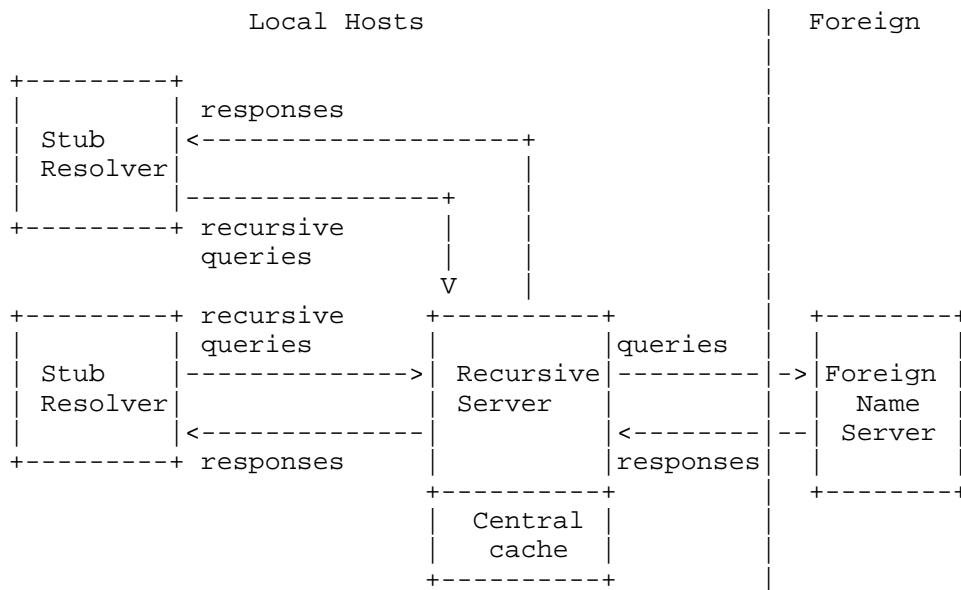 Local Hosts | Foreign
|
+---------+ |
| | responses |
| Stub |<--------------------+ |
| Resolver| | |
| |----------------+ | |
+---------+ recursive | | |
queries | | |
V | |
+---------+ recursive +----------+ | +--------+
| | queries | |queries | | |
| Stub |-------------->| Recursive|---------|->|Foreign |
| Resolver| | Server | | | Name |
| |<--------------| |<--------|--| Server |
+---------+ responses | |responses| | |
+----------+ | +--------+
| Central | |
| cache | |
+----------+ |